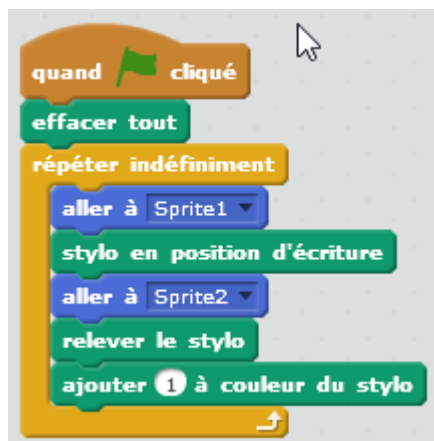 quand cliqué
effacer tout
répéter indéfiniment
aller à Sprite1
stylo en position d'écriture
aller à Sprite2
relever le stylo
ajouter 1 à couleur du stylo